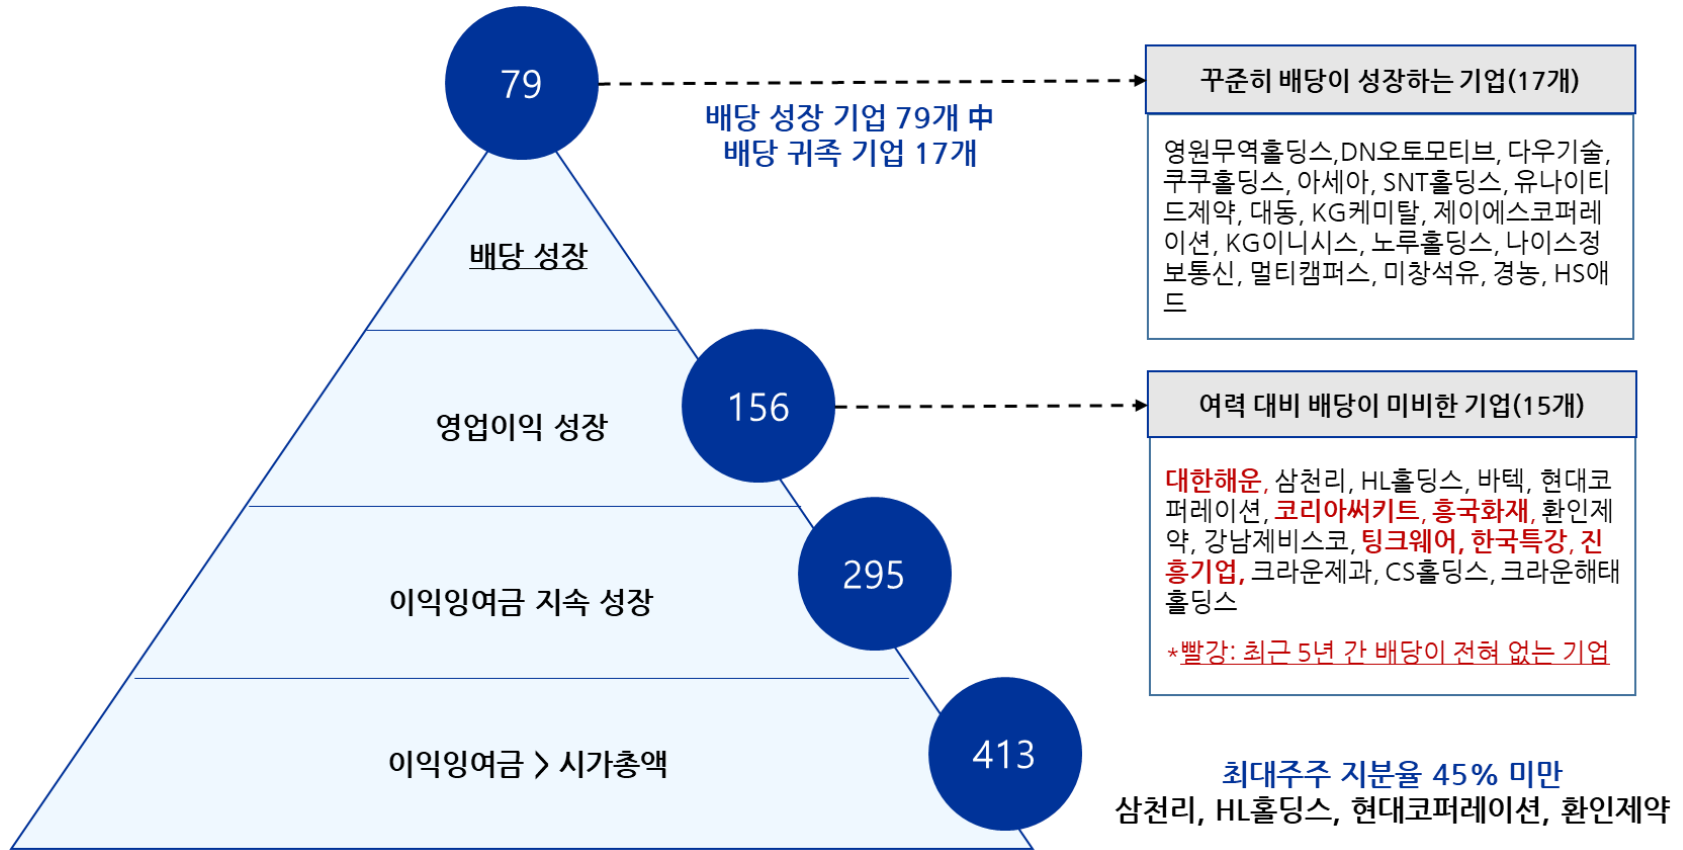 79
배당 성장 기업 79개 中
배당 귀족 기업 17개
꾸준히 배당이 성장하는 기업(17개)
영원무역홀딩스,DN오토모티브, 다우기술,
쿠쿠홀딩스, 아세아, SNT홀딩스, 유나이티
드제약, 대동, KG케미탈, 제이에스코퍼레
이션, KG이니시스, 노루홀딩스, 나이스정
보통신, 멀티캠퍼스, 미창석유, 경농, HS애
드
배당 성장
156
영업이익 성장
여력 대비 배당이 미비한 기업(15개)
대한해운, 삼천리, HL홀딩스, 바텍, 현대코
퍼레이션, 코리아써키트, 흥국화재, 환인제
약, 강남제비스코, 팅크웨어, 한국특강, 진
흥기업, 크라운제과, CS홀딩스, 크라운해태
홀딩스
*빨강: 최근 5년 간 배당이 전혀 없는 기업
295
이익잉여금 지속 성장
413
이익잉여금 > 시가총액
최대주주 지분율 45% 미만
삼천리, HL홀딩스, 현대코퍼레이션, 환인제약